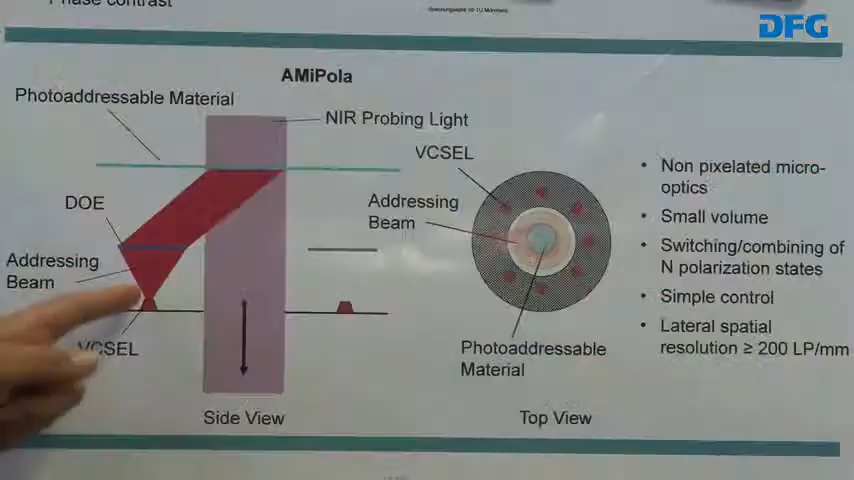 Phase contrast
DFG
AMiPola
Photoaddressable Material
NIR Probing Light
VCSEL
DOE
Addressing
Beam
Addressing
Beam
VCSEL
Photoaddressable
Material
Side View
Top View
• Non pixelated micro-
optics
• Small volume
• Switching/combining of
N polarization states
• Simple control
• Lateral spatial
resolution ≥ 200 LP/mm